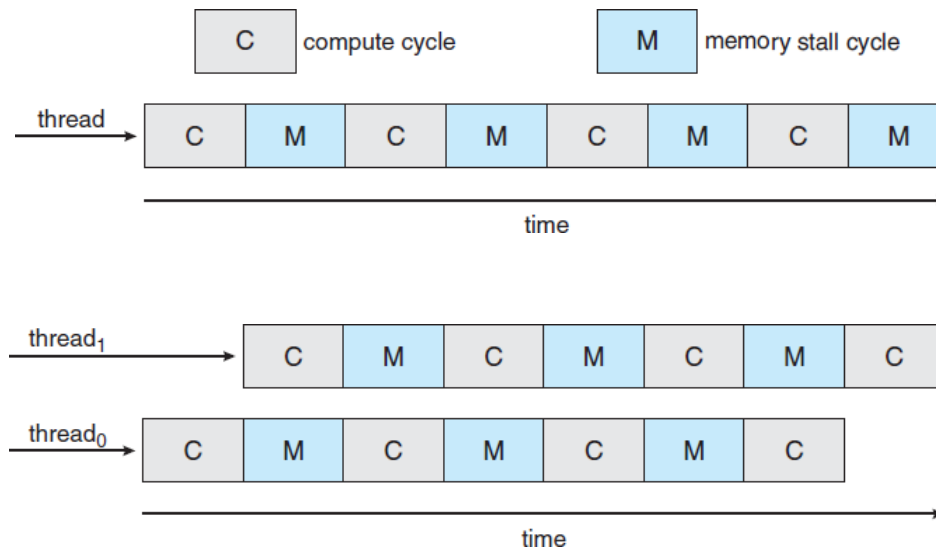 C compute cycle M memory stall cycle
thread
C M C M C M C M
time
thread₁
C M C M C M C
thread₀
C M C M C M C
time